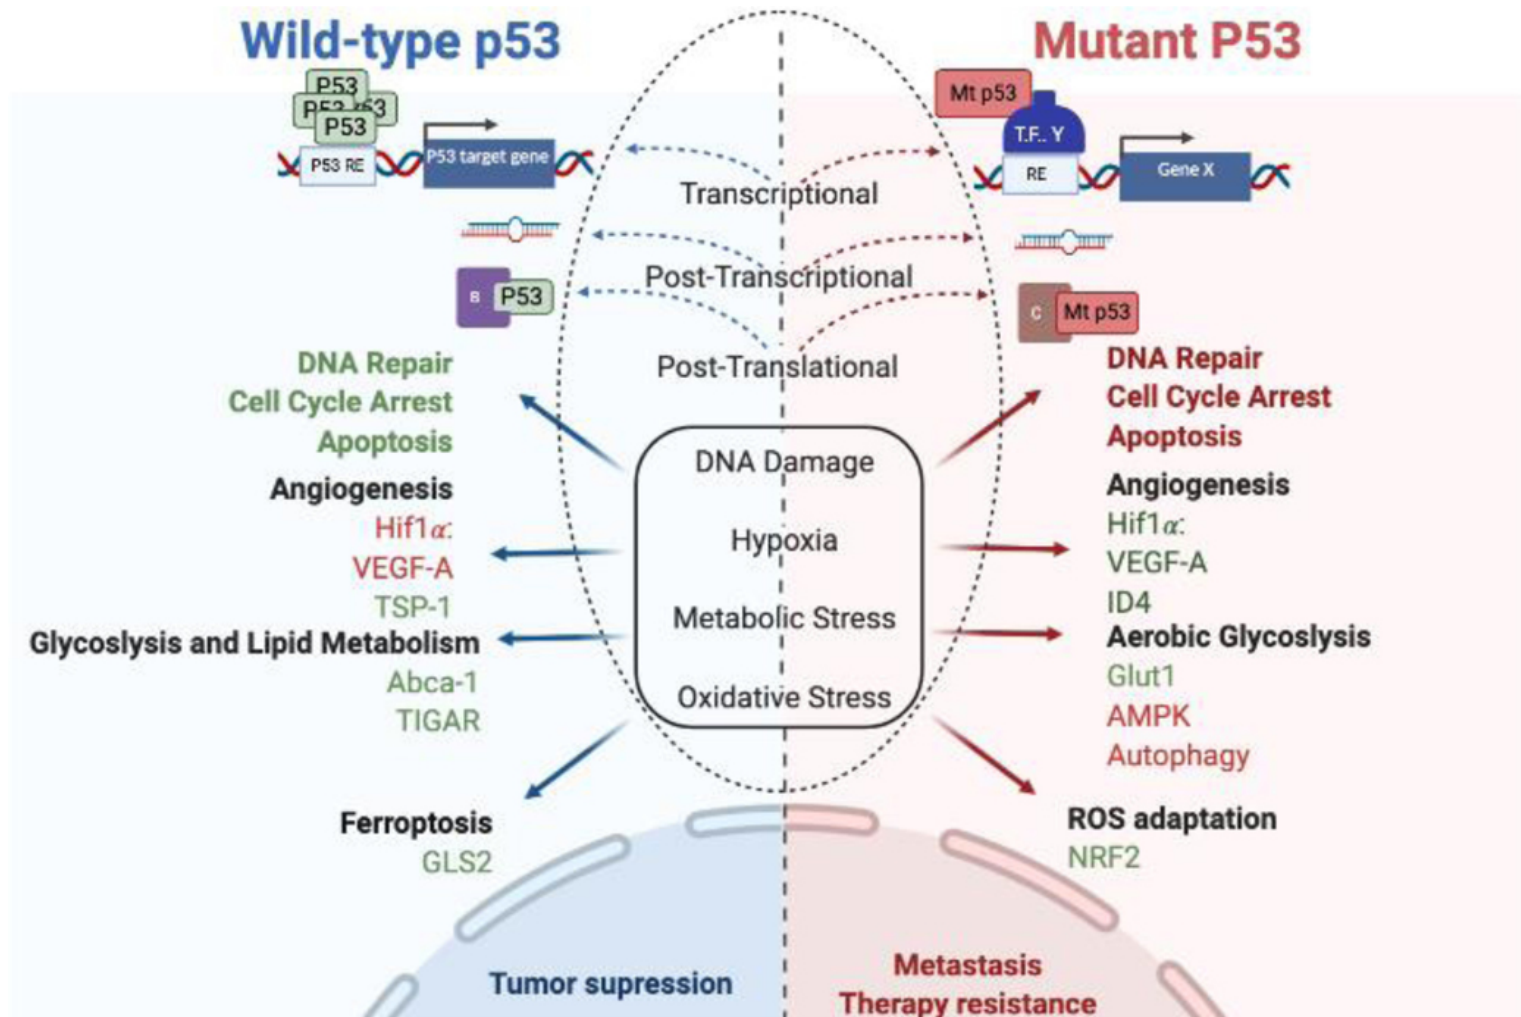 Wild-type p53
Mutant P53
P53
P53
P53
P53
P53 RE
P53 target gene
Mt p53
T.F.. Y
RE
Gene X
Transcriptional
Post-Transcriptional
B
P53
C
Mt p53
Post-Translational
DNA Repair
Cell Cycle Arrest
Apoptosis
Angiogenesis
Hif1α:
VEGF-A
TSP-1
Glycoslysis and Lipid Metabolism
Abca-1
TIGAR
Ferroptosis
GLS2
DNA Damage
Hypoxia
Metabolic Stress
Oxidative Stress
DNA Repair
Cell Cycle Arrest
Apoptosis
Angiogenesis
Hif1α:
VEGF-A
ID4
Aerobic Glycoslysis
Glut1
AMPK
Autophagy
ROS adaptation
NRF2
Tumor supression
Metastasis
Therapy resistance